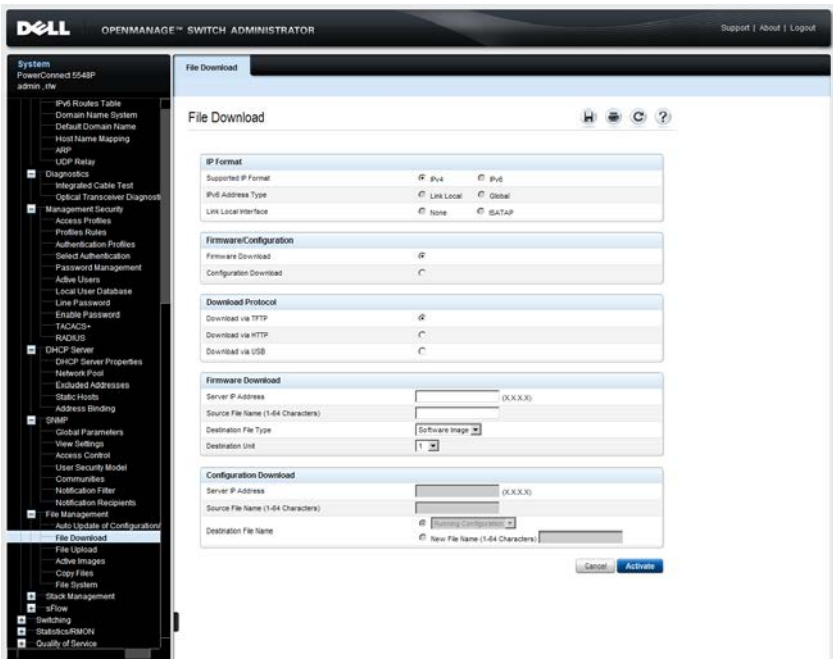 DELL
OPENMANAGE™ SWITCH ADMINISTRATOR
Support | About | Logout
System
PowerConnect 5548P
admin , r/w
IPv6 Routes Table
Domain Name System
Default Domain Name
Host Name Mapping
ARP
UDP Relay
Diagnostics
Integrated Cable Test
Optical Transceiver Diagnosti
Management Security
Access Profiles
Profiles Rules
Authentication Profiles
Select Authentication
Password Management
Active Users
Local User Database
Line Password
Enable Password
TACACS+
RADIUS
DHCP Server
DHCP Server Properties
Network Pool
Excluded Addresses
Static Hosts
Address Binding
SNMP
Global Parameters
View Settings
Access Control
User Security Model
Communities
Notification Filter
Notification Recipients
File Management
Auto Update of Configuration/
File Download
File Upload
Active Images
Copy Files
File System
Stack Management
sFlow
Switching
Statistics/RMON
Quality of Service
File Download
File Download
IP Format
Supported IP Format IPv4 IPv6
IPv6 Address Type Link Local Global
Link Local Interface None ISATAP
Firmware/Configuration
Firmware Download
Configuration Download
Download Protocol
Download via TFTP
Download via HTTP
Download via USB
Firmware Download
Server IP Address (X.X.X.X)
Source File Name (1-64 Characters)
Destination File Type Software Image
Destination Unit 1
Configuration Download
Server IP Address (X.X.X.X)
Source File Name (1-64 Characters)
Destination File Name Running Configuration
New File Name (1-64 Characters)
Cancel Activate